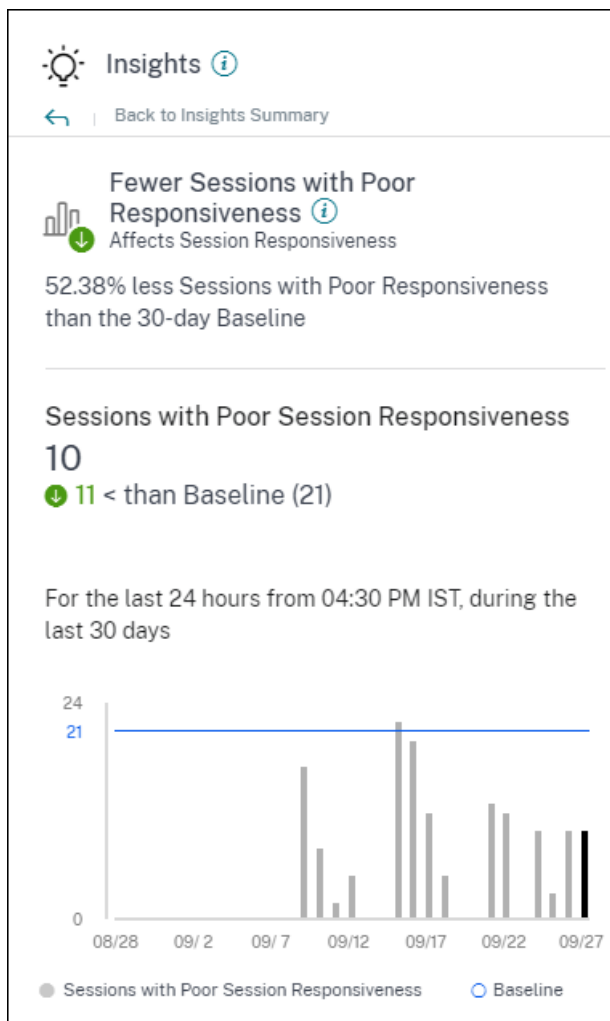 Insights
Back to Insights Summary
Fewer Sessions with Poor
Responsiveness
Affects Session Responsiveness
52.38% less Sessions with Poor Responsiveness
than the 30-day Baseline
Sessions with Poor Session Responsiveness
10
11 < than Baseline (21)
For the last 24 hours from 04:30 PM IST, during the
last 30 days
24
21
0
08/28 09/ 2 09/ 7 09/12 09/17 09/22 09/27
Sessions with Poor Session Responsiveness Baseline